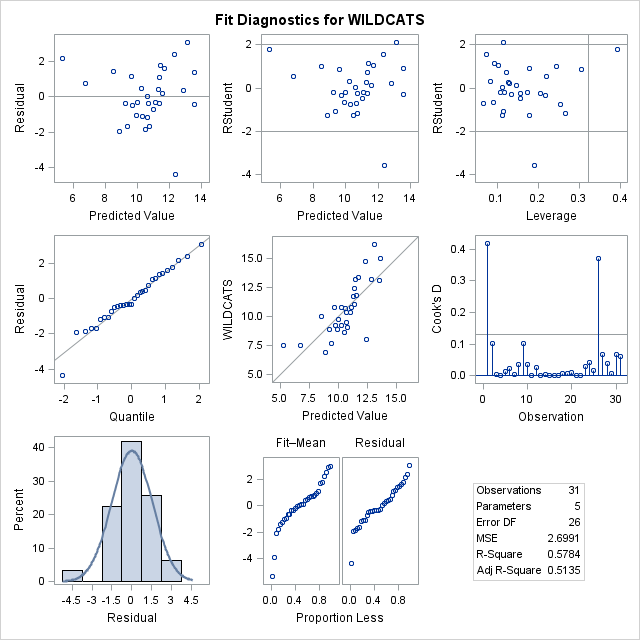 Fit Diagnostics for WILDCATS
Residual
2
0
-2
-4
6 8 10 12 14
Predicted Value
RStudent
2
0
-2
-4
6 8 10 12 14
Predicted Value
RStudent
2
0
-2
-4
0.1 0.2 0.3 0.4
Leverage
Residual
2
0
-2
-4
-2 -1 0 1 2
Quantile
WILDCATS
15.0
12.5
10.0
7.5
5.0
5.0 7.5 10.0 12.5 15.0
Predicted Value
Cook's D
0.4
0.3
0.2
0.1
0.0
0 10 20 30
Observation
Percent
40
30
20
10
0
-4.5 -3 -1.5 0 1.5 3 4.5
Residual
Fit–Mean
Residual
2
0
-2
-4
0.0 0.4 0.8
0.0 0.4 0.8
Proportion Less
Observations 31
Parameters 5
Error DF 26
MSE 2.6991
R-Square 0.5784
Adj R-Square 0.5135